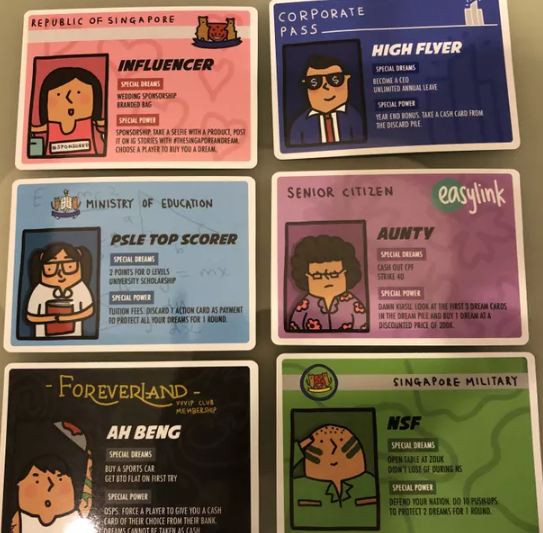 REPUBLIC OF SINGAPORE
INFLUENCER
SPECIAL DREAMS
WEDDING SPONSORSHIP
BRANDED BAG
SPECIAL POWER
SPONSORSHIP. TAKE A SELFIE WITH A PRODUCT, POST
IT ON IG STORIES WITH #THESINGAPOREANDREAM.
CHOOSE A PLAYER TO BUY YOU A DREAM.
#SPONSORED
CORPORATE
PASS
HIGH FLYER
SPECIAL DREAMS
BECOME A CEO
UNLIMITED ANNUAL LEAVE
SPECIAL POWER
YEAR END BONUS. TAKE A CASH CARD FROM
THE DISCARD PILE.
MINISTRY OF EDUCATION
PSLE TOP SCORER
SPECIAL DREAMS
2 POINTS FOR O LEVELS
UNIVERSITY SCHOLARSHIP
SPECIAL POWER
TUITION FEES. DISCARD 1 ACTION CARD AS PAYMENT
TO PROTECT ALL YOUR DREAMS FOR 1 ROUND.
SENIOR CITIZEN
easylink
AUNTY
SPECIAL DREAMS
CASH OUT CPF
STRIKE 4D
SPECIAL POWER
DAMN KIASU. LOOK AT THE FIRST 3 DREAM CARDS
IN THE DREAM PILE AND BUY 1 DREAM AT A
DISCOUNTED PRICE OF 200K.
- FOREVERLAND -
VVVIP CLUB
MEMBERSHIP
AH BENG
SPECIAL DREAMS
BUY A SPORTS CAR
GET BTO FLAT ON FIRST TRY
SPECIAL POWER
OSPS. FORCE A PLAYER TO GIVE YOU A CASH
CARD OF THEIR CHOICE FROM THEIR BANK.
DREAMS CANNOT BE TAKEN AS CASH
SINGAPORE MILITARY
NSF
SPECIAL DREAMS
OPEN TABLE AT ZOUK
DIDN'T LOSE GF DURING NS
SPECIAL POWER
DEFEND YOUR NATION. DO 10 PUSH-UPS
TO PROTECT 2 DREAMS FOR 1 ROUND.